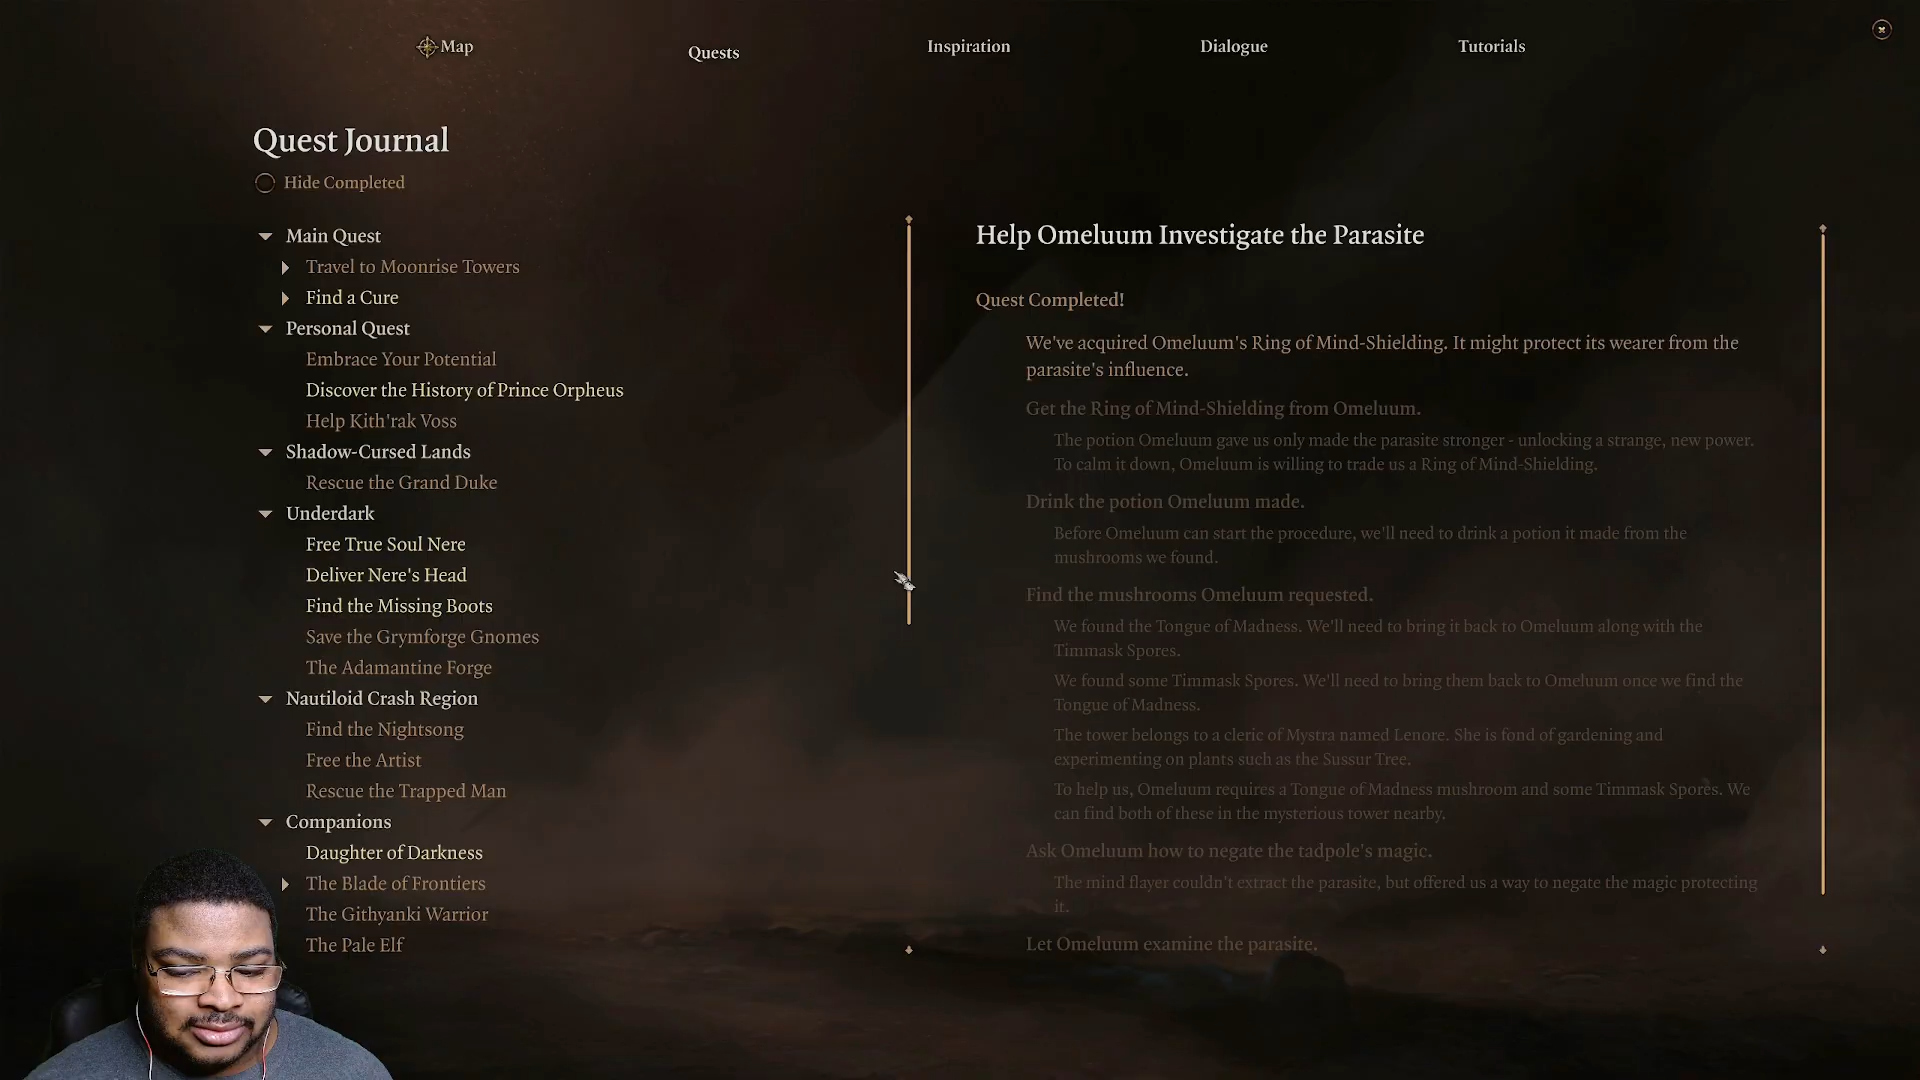 Map
Quests
Inspiration
Dialogue
Tutorials
Quest Journal
Hide Completed
Main Quest
Travel to Moonrise Towers
Find a Cure
Personal Quest
Embrace Your Potential
Discover the History of Prince Orpheus
Help Kith'rak Voss
Shadow-Cursed Lands
Rescue the Grand Duke
Underdark
Free True Soul Nere
Deliver Nere's Head
Find the Missing Boots
Save the Grymforge Gnomes
The Adamantine Forge
Nautiloid Crash Region
Find the Nightsong
Free the Artist
Rescue the Trapped Man
Companions
Daughter of Darkness
The Blade of Frontiers
The Githyanki Warrior
The Pale Elf
Help Omeluum Investigate the Parasite
Quest Completed!
We've acquired Omeluum's Ring of Mind-Shielding. It might protect its wearer from the
parasite's influence.
Get the Ring of Mind-Shielding from Omeluum.
The potion Omeluum gave us only made the parasite stronger - unlocking a strange, new power.
To calm it down, Omeluum is willing to trade us a Ring of Mind-Shielding.
Drink the potion Omeluum made.
Before Omeluum can start the procedure, we'll need to drink a potion it made from the
mushrooms we found.
Find the mushrooms Omeluum requested.
We found the Tongue of Madness. We'll need to bring it back to Omeluum along with the
Timmask Spores.
We found some Timmask Spores. We'll need to bring them back to Omeluum once we find the
Tongue of Madness.
The tower belongs to a cleric of Mystra named Lenore. She is fond of gardening and
experimenting on plants such as the Sussur Tree.
To help us, Omeluum requires a Tongue of Madness mushroom and some Timmask Spores. We
can find both of these in the mysterious tower nearby.
Ask Omeluum how to negate the tadpole's magic.
The mind flayer couldn't extract the parasite, but offered us a way to negate the magic protecting
it.
Let Omeluum examine the parasite.